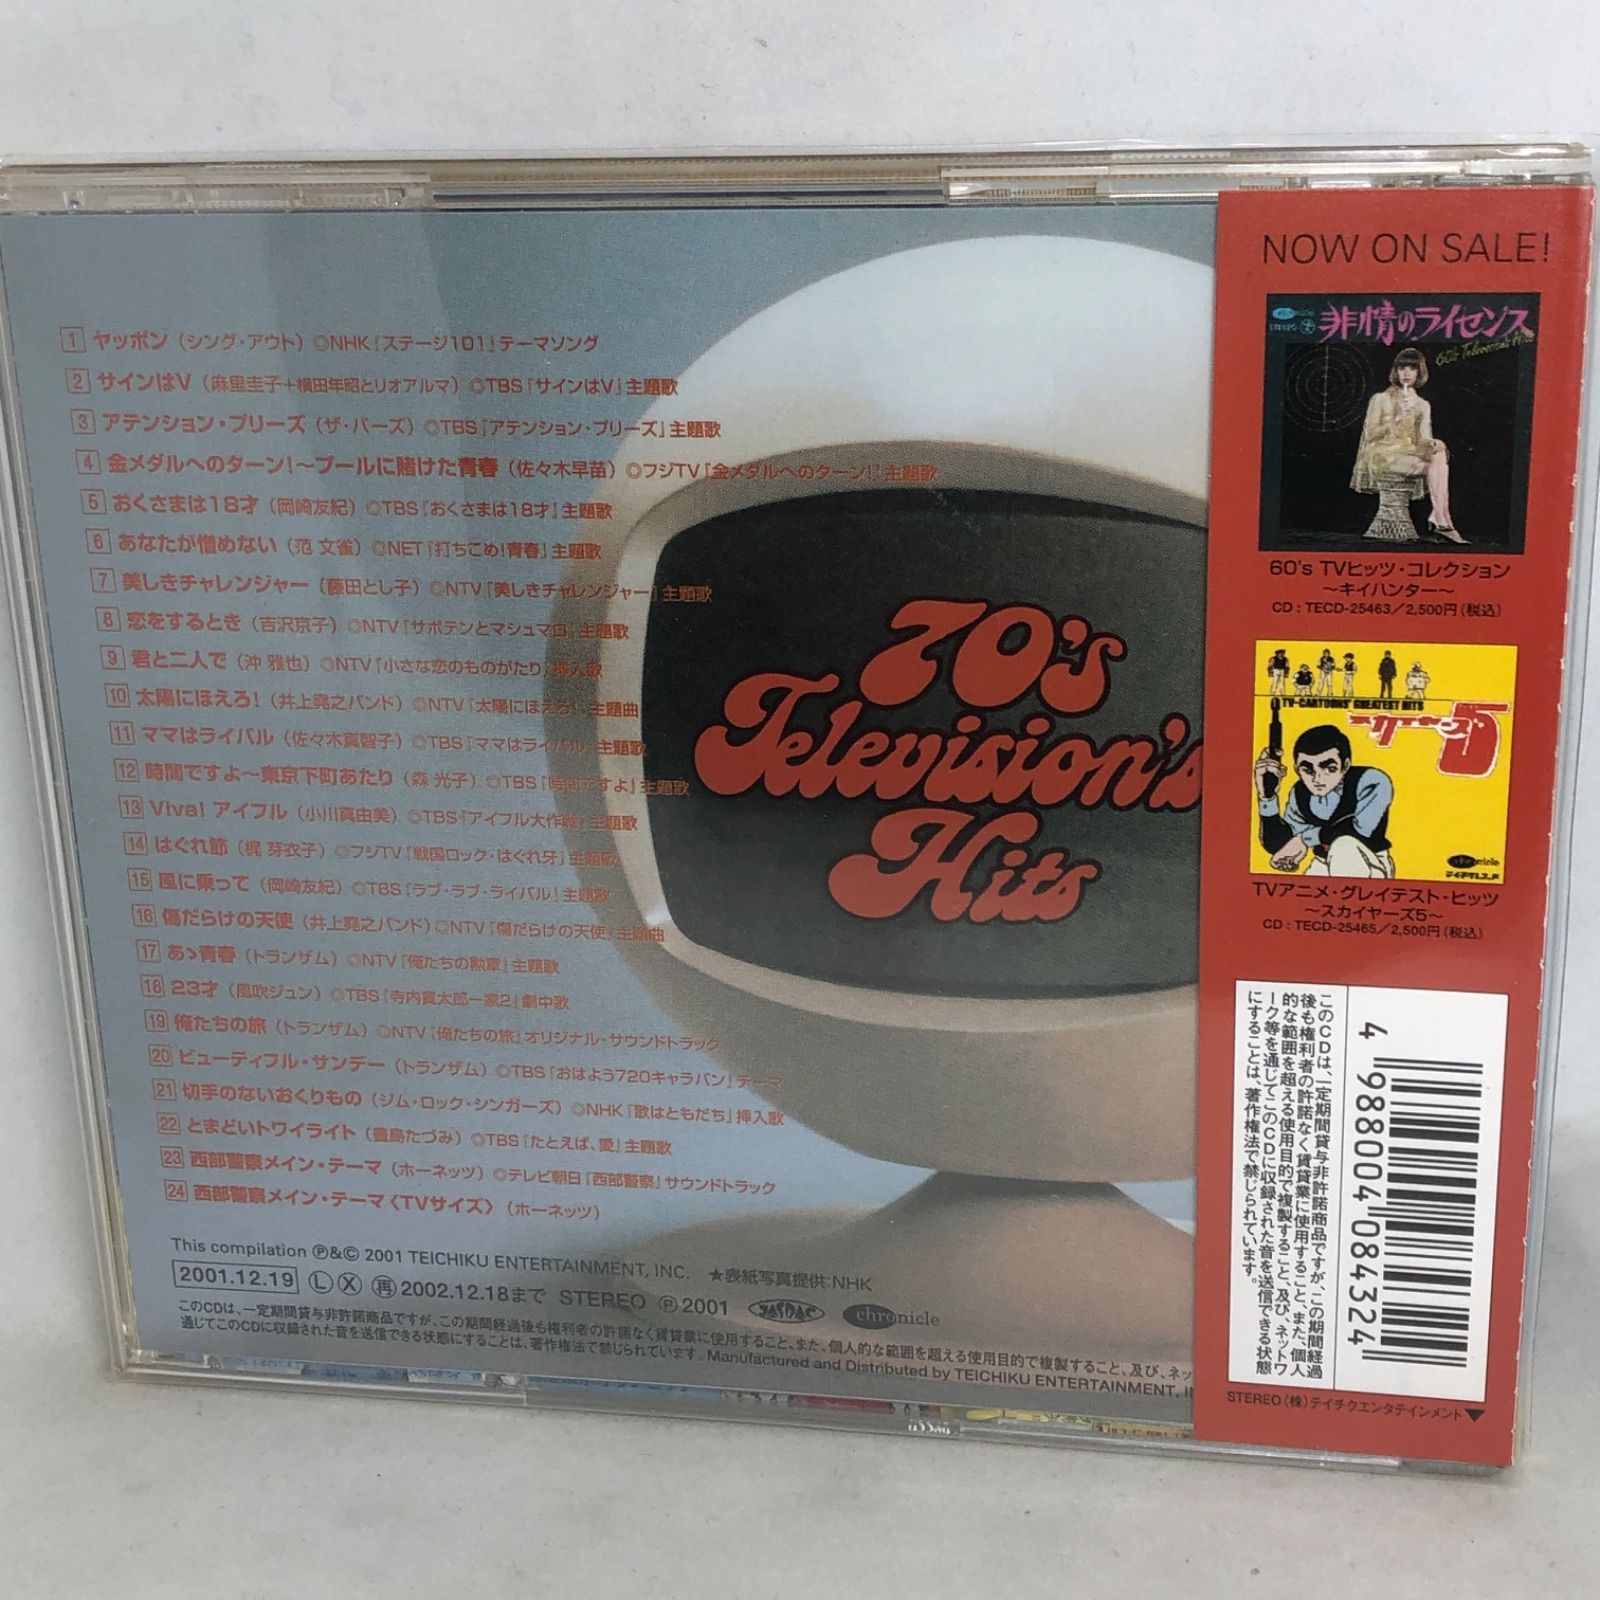 1 ヤッポン（シング・アウト）◎NHK『ステージ101』テーマソング
2 サインはV（麻里圭子＋横田年昭とリオアルマ）◎TBS『サインはV』主題歌
3 アテンション・プリーズ（ザ・バーズ）◎TBS『アテンション・プリーズ』主題歌
4 金メダルへのターン!〜プールに賭けた青春（佐々木早苗）◎フジTV『金メダルへのターン!』主題歌
5 おくさまは18才（岡崎友紀）◎TBS『おくさまは18才』主題歌
6 あなたが憎めない（范 文雀）◎NET『打ちこめ!青春』主題歌
7 美しきチャレンジャー（藤田とし子）◎NTV『美しきチャレンジャー』主題歌
8 恋をするとき（吉沢京子）◎NTV『サボテンとマシュマロ』主題歌
9 君と二人で（沖 雅也）◎NTV『小さな恋のものがたり』挿入歌
10 太陽にほえろ!（井上堯之バンド）◎NTV『太陽にほえろ!』主題曲
11 ママはライバル（佐々木真智子）◎TBS『ママはライバル』主題歌
12 時間ですよ〜東京下町あたり（森 光子）◎TBS『時間ですよ』主題歌
13 Viva! アイフル（小川真由美）◎TBS『アイフル大作戦』主題歌
14 はぐれ節（梶 芽衣子）◎フジTV『戦国ロック・はぐれ牙』主題歌
15 風に乗って（岡崎友紀）◎TBS『ラブ・ラブ・ライバル』主題歌
16 傷だらけの天使（井上堯之バンド）◎NTV『傷だらけの天使』主題曲
17 あゝ青春（トランザム）◎NTV『俺たちの勲章』主題歌
18 23才（風吹ジュン）◎TBS『寺内貫太郎一家2』劇中歌
19 俺たちの旅（トランザム）◎NTV『俺たちの旅』オリジナル・サウンドトラック
20 ビューティフル・サンデー（トランザム）◎TBS『おはよう720キャラバン』テーマ
21 切手のないおくりもの（ジム・ロック・シンガーズ）◎NHK『歌はともだち』挿入歌
22 とまどいトワイライト（豊島たづみ）◎TBS『たとえば、愛』主題歌
23 西部警察メイン・テーマ（ホーネッツ）◎テレビ朝日『西部警察』サウンドトラック
24 西部警察メイン・テーマ〈TVサイズ〉（ホーネッツ）
This compilation ℗&© 2001 TEICHIKU ENTERTAINMENT, INC. ★表紙写真提供:NHK
2001.12.19 Ⓛ Ⓧ 再 2002.12.18まで STEREO ℗2001 JASRAC chronicle
このCDは、一定期間貸与非許諾商品ですが、この期間経過後も権利者の許諾なく賃貸業に使用すること、また、個人的な範囲を超える使用目的で複製すること、及び、ネッ
通じてこのCDに収録された音を送信できる状態にすることは、著作権法で禁じられています。Manufactured and Distributed by TEICHIKU ENTERTAINMENT, I
70's
Television's
Hits
NOW ON SALE!
非情のライセンス
60's Television's Hits
60's TVヒッツ・コレクション
〜キイハンター〜
CD : TECD-25463／2,500円(税込)
TV-CARTOONS' GREATEST HITS
スカイヤーズ5
chronicle
TVアニメ・グレイテスト・ヒッツ
〜スカイヤーズ5〜
CD : TECD-25465／2,500円(税込)
このCDは、一定期間貸与非許諾商品ですが、この期間経過
後も権利者の許諾なく賃貸業に使用すること、また、個人
的な範囲を超える使用目的で複製すること、及び、ネットワ
ーク等を通じてこのCDに収録された音を送信できる状態
にすることは、著作権法で禁じられています。
4 988004 084324
STEREO (株)テイチクエンタテインメント▼